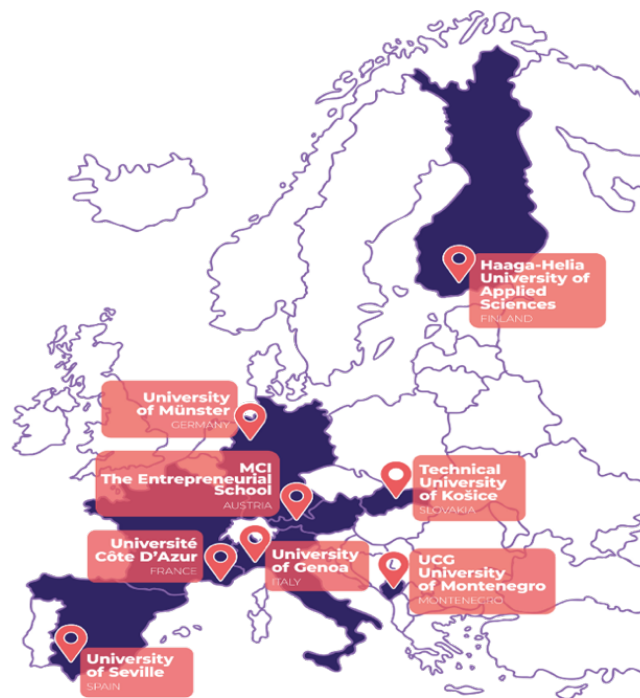 Haaga-Helia
University of
Applied
Sciences
FINLAND
University
of Münster
GERMANY
MCI
The Entrepreneurial
School
AUSTRIA
Technical
University
of Košice
SLOVAKIA
Université
Côte D'Azur
FRANCE
University
of Genoa
ITALY
UCG
University
of Montenegro
MONTENEGRO
University
of Seville
SPAIN